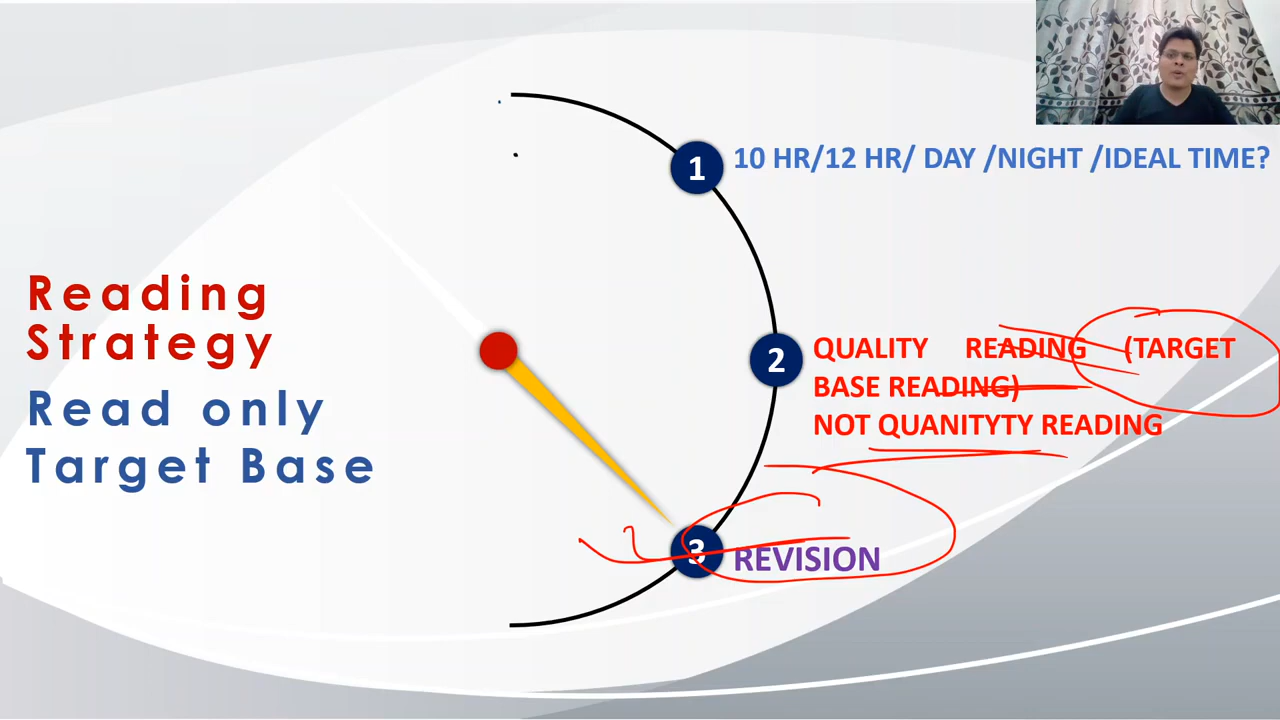 Reading
Strategy
Read only
Target Base
1
10 HR/12 HR/ DAY /NIGHT /IDEAL TIME?
2
QUALITY READING (TARGET
BASE READING)
NOT QUANITYTY READING
3
REVISION